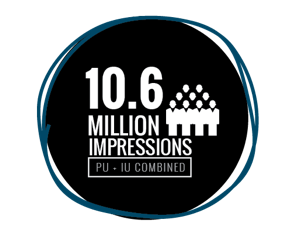 10.6
MILLION
IMPRESSIONS
PU + IU COMBINED